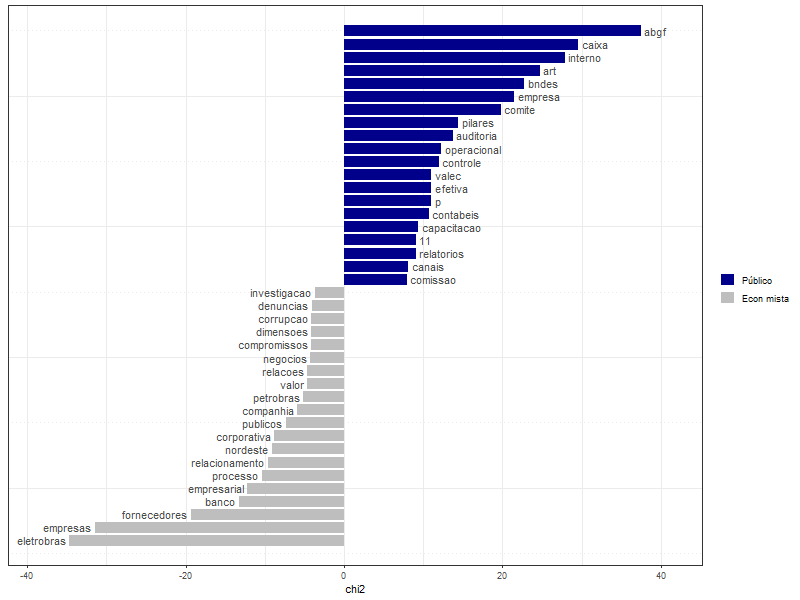 abgf
caixa
interno
art
bndes
empresa
comite
pilares
auditoria
operacional
controle
valec
efetiva
p
contabeis
capacitacao
11
relatorios
canais
comissao
investigacao
denuncias
corrupcao
dimensoes
compromissos
negocios
relacoes
valor
petrobras
companhia
publicos
corporativa
nordeste
relacionamento
processo
empresarial
banco
fornecedores
empresas
eletrobras
-40 -20 0 20 40
chi2
Público
Econ mista